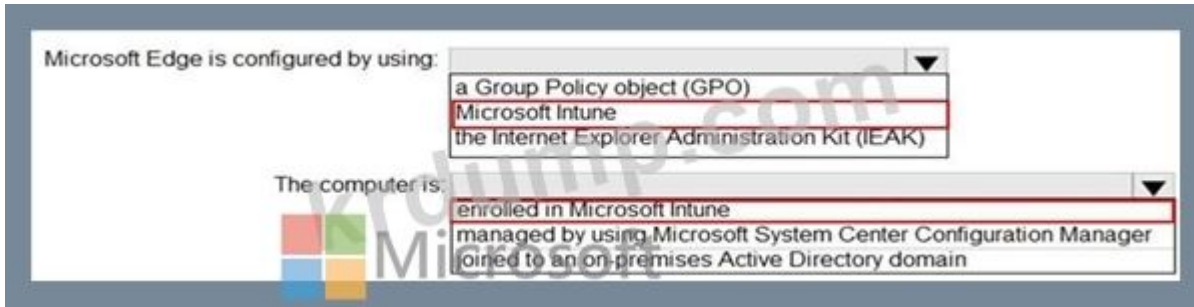 Microsoft Edge is configured by using:
a Group Policy object (GPO)
Microsoft Intune
the Internet Explorer Administration Kit (IEAK)
The computer is:
enrolled in Microsoft Intune
managed by using Microsoft System Center Configuration Manager
joined to an on-premises Active Directory domain
krdump.com
Microsoft